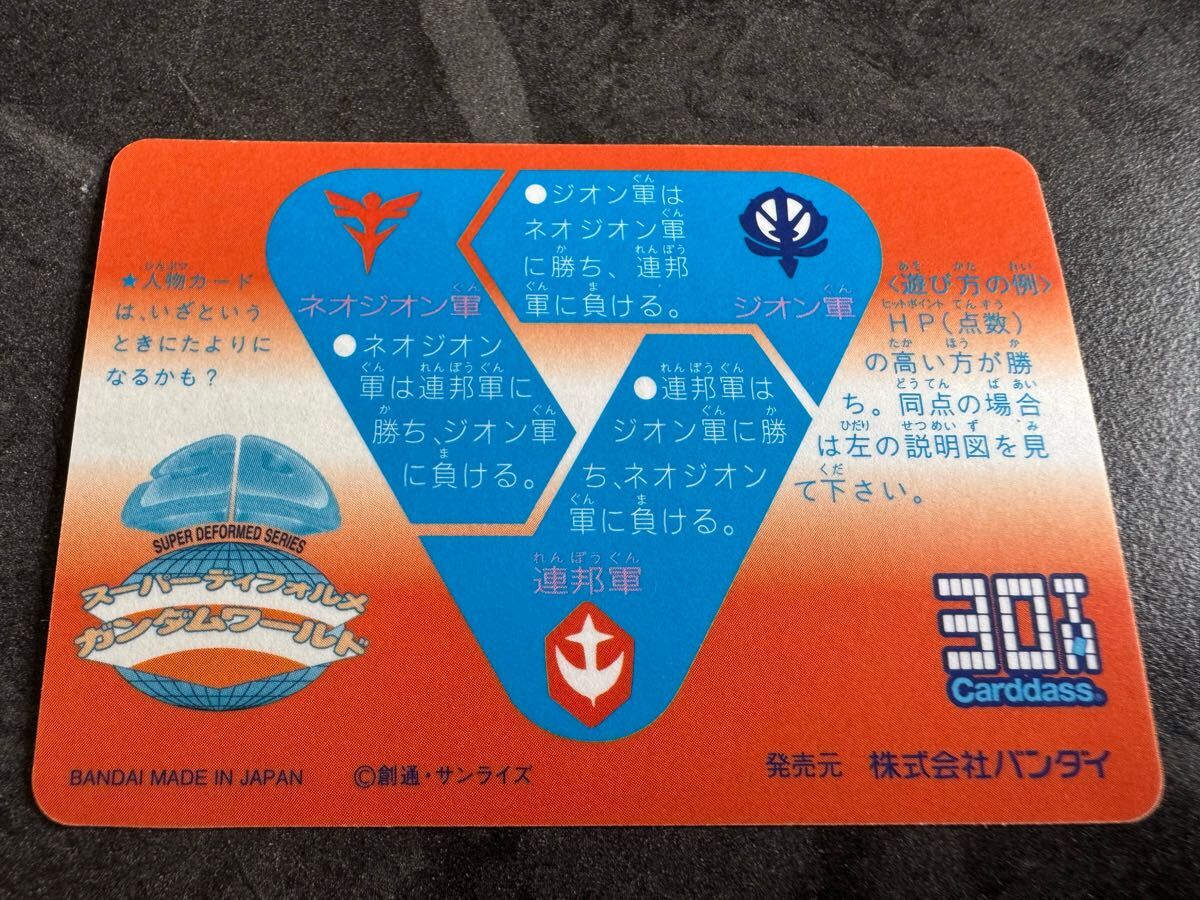 ★人物カード
は、いざという
ときにたよりに
なるかも?
ネオジオン軍
●ジオン軍は
ネオジオン軍
に勝ち、連邦
軍に負ける。
ジオン軍
●ネオジオン
軍は連邦軍に
勝ち、ジオン軍
に負ける。
●連邦軍は
ジオン軍に勝
ち、ネオジオン
軍に負ける。
連邦軍
〈遊び方の例〉
HP(点数)
の高い方が勝
ち。同点の場合
は左の説明図を見
て下さい。
SUPER DEFORMED SERIES
スーパーディフォルメ
ガンダムワールド
Carddass®
BANDAI MADE IN JAPAN
©創通・サンライズ
発売元 株式会社バンダイ